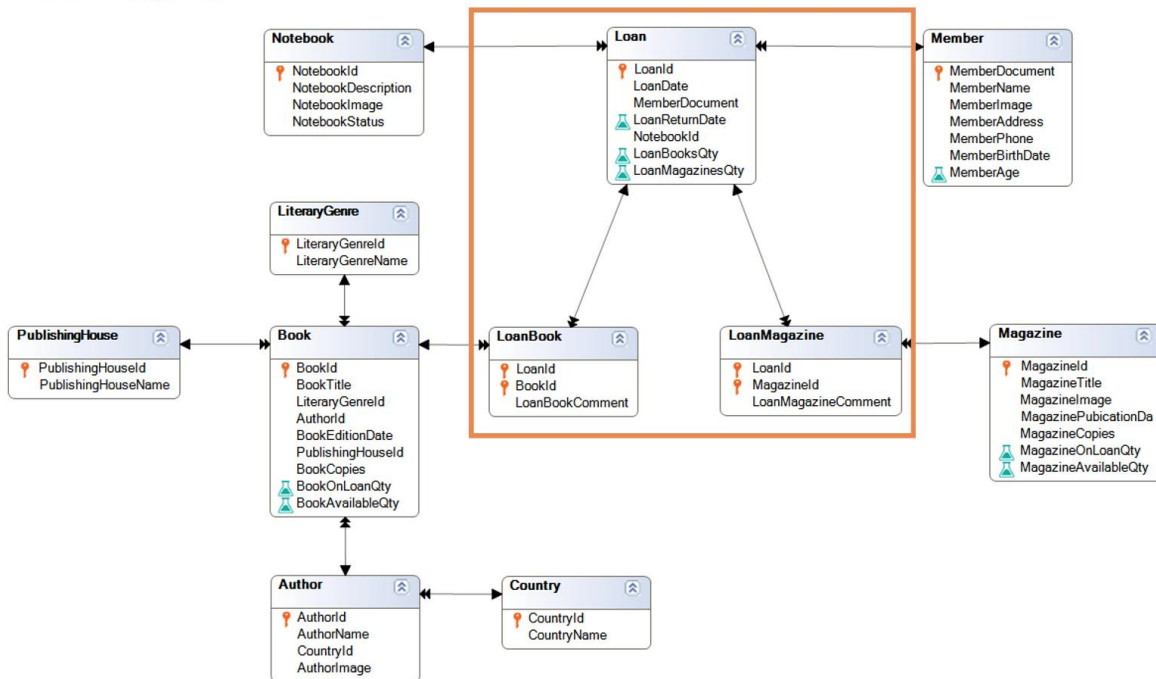 Notebook
NotebookId
NotebookDescription
NotebookImage
NotebookStatus
Loan
LoanId
LoanDate
MemberDocument
LoanReturnDate
NotebookId
LoanBooksQty
LoanMagazinesQty
Member
MemberDocument
MemberName
MemberImage
MemberAddress
MemberPhone
MemberBirthDate
MemberAge
LiteraryGenre
LiteraryGenreId
LiteraryGenreName
PublishingHouse
PublishingHouseId
PublishingHouseName
Book
BookId
BookTitle
LiteraryGenreId
AuthorId
BookEditionDate
PublishingHouseId
BookCopies
BookOnLoanQty
BookAvailableQty
LoanBook
LoanId
BookId
LoanBookComment
LoanMagazine
LoanId
MagazineId
LoanMagazineComment
Magazine
MagazineId
MagazineTitle
MagazineImage
MagazinePubicationDa
MagazineCopies
MagazineOnLoanQty
MagazineAvailableQty
Author
AuthorId
AuthorName
CountryId
AuthorImage
Country
CountryId
CountryName